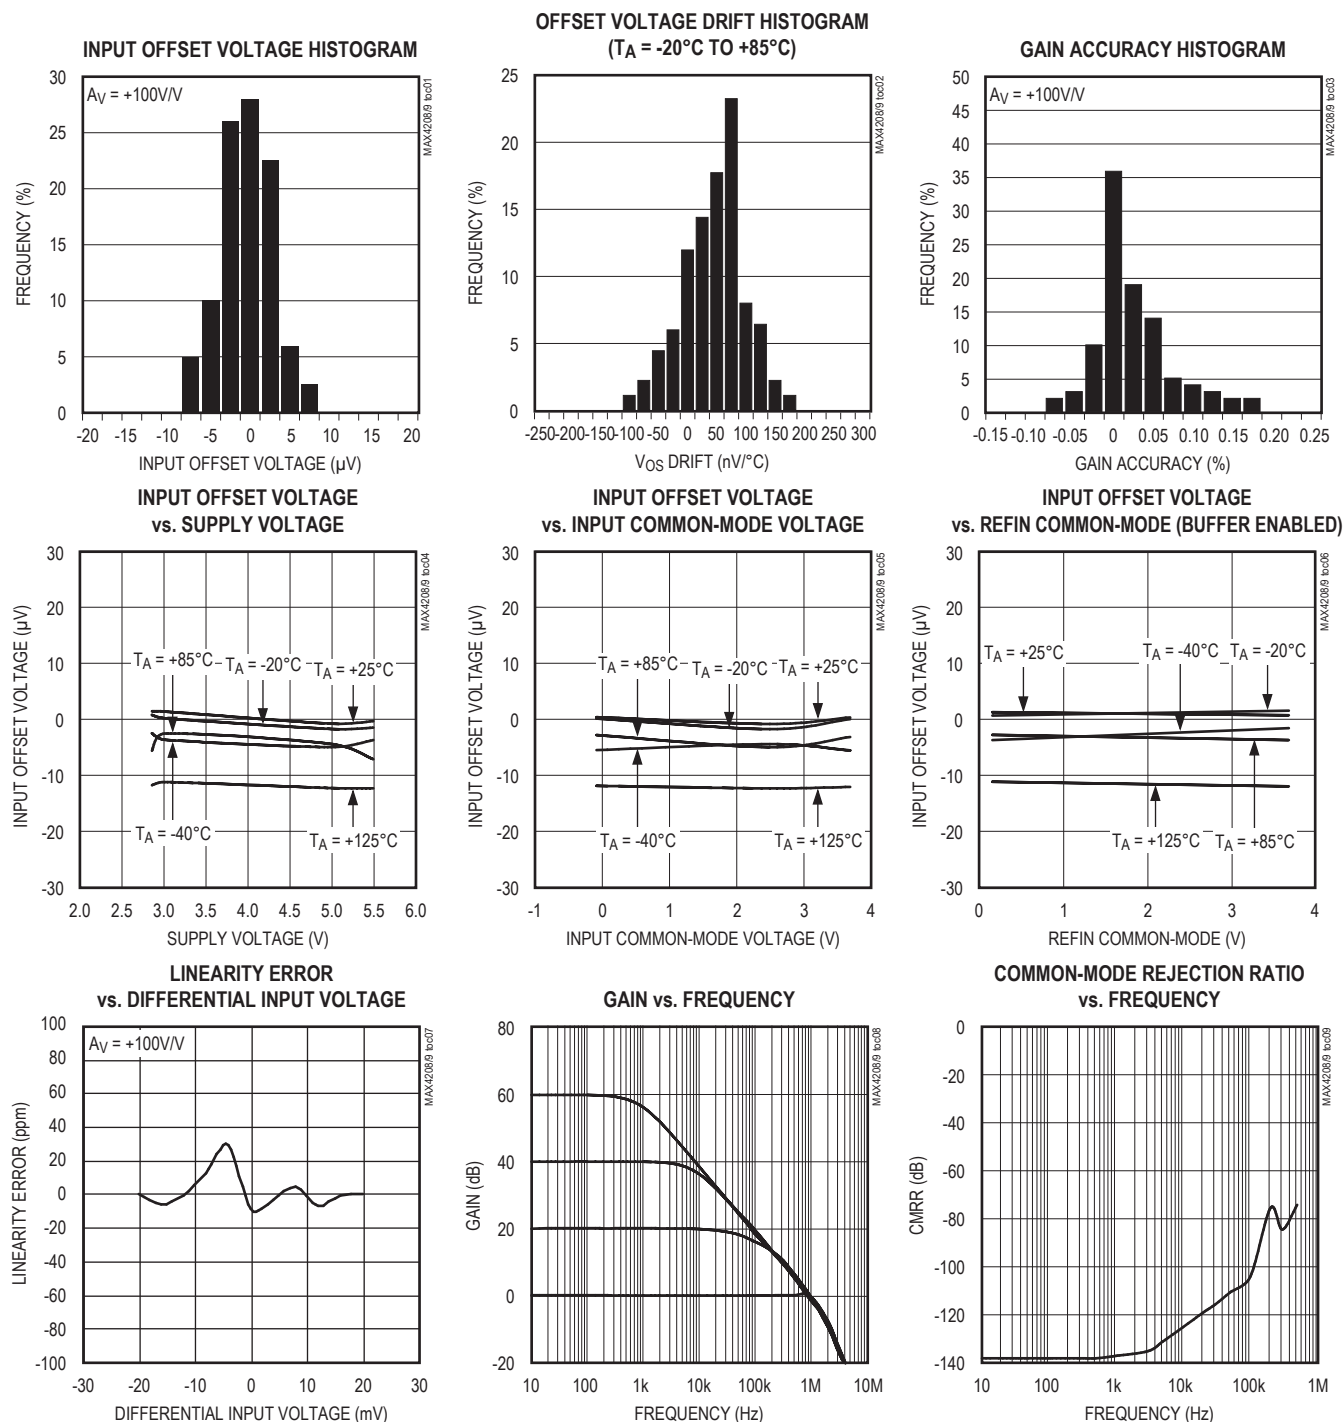 INPUT OFFSET VOLTAGE HISTOGRAM
AV = +100V/V
MAX4208/9 toc01
FREQUENCY (%)
30
25
20
15
10
5
0
-20 -15 -10 -5 0 5 10 15 20
INPUT OFFSET VOLTAGE (µV)
OFFSET VOLTAGE DRIFT HISTOGRAM
(TA = -20°C TO +85°C)
MAX4208/9 toc02
FREQUENCY (%)
25
20
15
10
5
0
-250 -200 -150 -100 -50 0 50 100 150 200 250 300
VOS DRIFT (nV/°C)
GAIN ACCURACY HISTOGRAM
AV = +100V/V
MAX4208/9 toc03
FREQUENCY (%)
50
45
40
35
30
25
20
15
10
5
0
-0.15 -0.10 -0.05 0 0.05 0.10 0.15 0.20 0.25
GAIN ACCURACY (%)
INPUT OFFSET VOLTAGE
vs. SUPPLY VOLTAGE
MAX4208/9 toc04
INPUT OFFSET VOLTAGE (µV)
30
20
10
0
-10
-20
-30
TA = +85°C
TA = -20°C
TA = +25°C
TA = -40°C
TA = +125°C
2.0 2.5 3.0 3.5 4.0 4.5 5.0 5.5 6.0
SUPPLY VOLTAGE (V)
INPUT OFFSET VOLTAGE
vs. INPUT COMMON-MODE VOLTAGE
MAX4208/9 toc05
INPUT OFFSET VOLTAGE (µV)
30
20
10
0
-10
-20
-30
TA = +85°C
TA = -20°C
TA = +25°C
TA = -40°C
TA = +125°C
-1 0 1 2 3 4
INPUT COMMON-MODE VOLTAGE (V)
INPUT OFFSET VOLTAGE
vs. REFIN COMMON-MODE (BUFFER ENABLED)
MAX4208/9 toc06
INPUT OFFSET VOLTAGE (µV)
30
20
10
0
-10
-20
-30
TA = +25°C
TA = -40°C
TA = -20°C
TA = +125°C
TA = +85°C
0 1 2 3 4
REFIN COMMON-MODE (V)
LINEARITY ERROR
vs. DIFFERENTIAL INPUT VOLTAGE
AV = +100V/V
MAX4208/9 toc07
LINEARTY ERROR (ppm)
100
80
60
40
20
0
-20
-40
-60
-80
-100
-30 -20 -10 0 10 20 30
DIFFERENTIAL INPUT VOLTAGE (mV)
GAIN vs. FREQUENCY
MAX4208/9 toc08
GAIN (dB)
80
60
40
20
0
-20
10 100 1k 10k 100k 1M 10M
FREQUENCY (Hz)
COMMON-MODE REJECTION RATIO
vs. FREQUENCY
MAX4208/9 toc09
CMRR (dB)
0
-20
-40
-60
-80
-100
-120
-140
10 100 1k 10k 100k 1M
FREQUENCY (Hz)